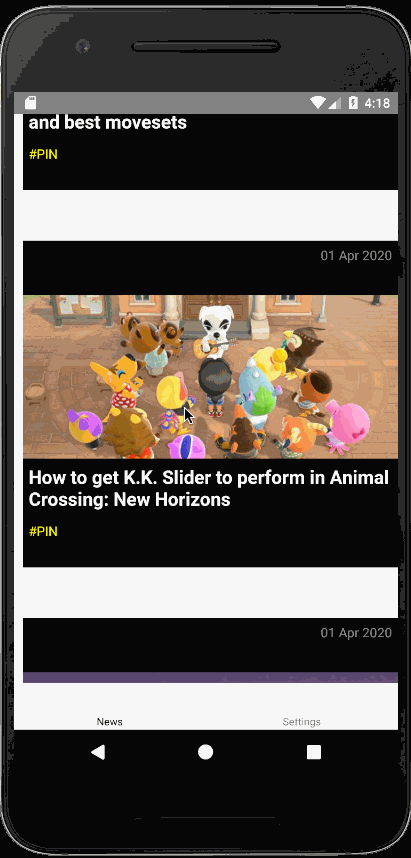 4:18
and best movesets
#PIN
01 Apr 2020
How to get K.K. Slider to perform in Animal
Crossing: New Horizons
#PIN
01 Apr 2020
News
Settings